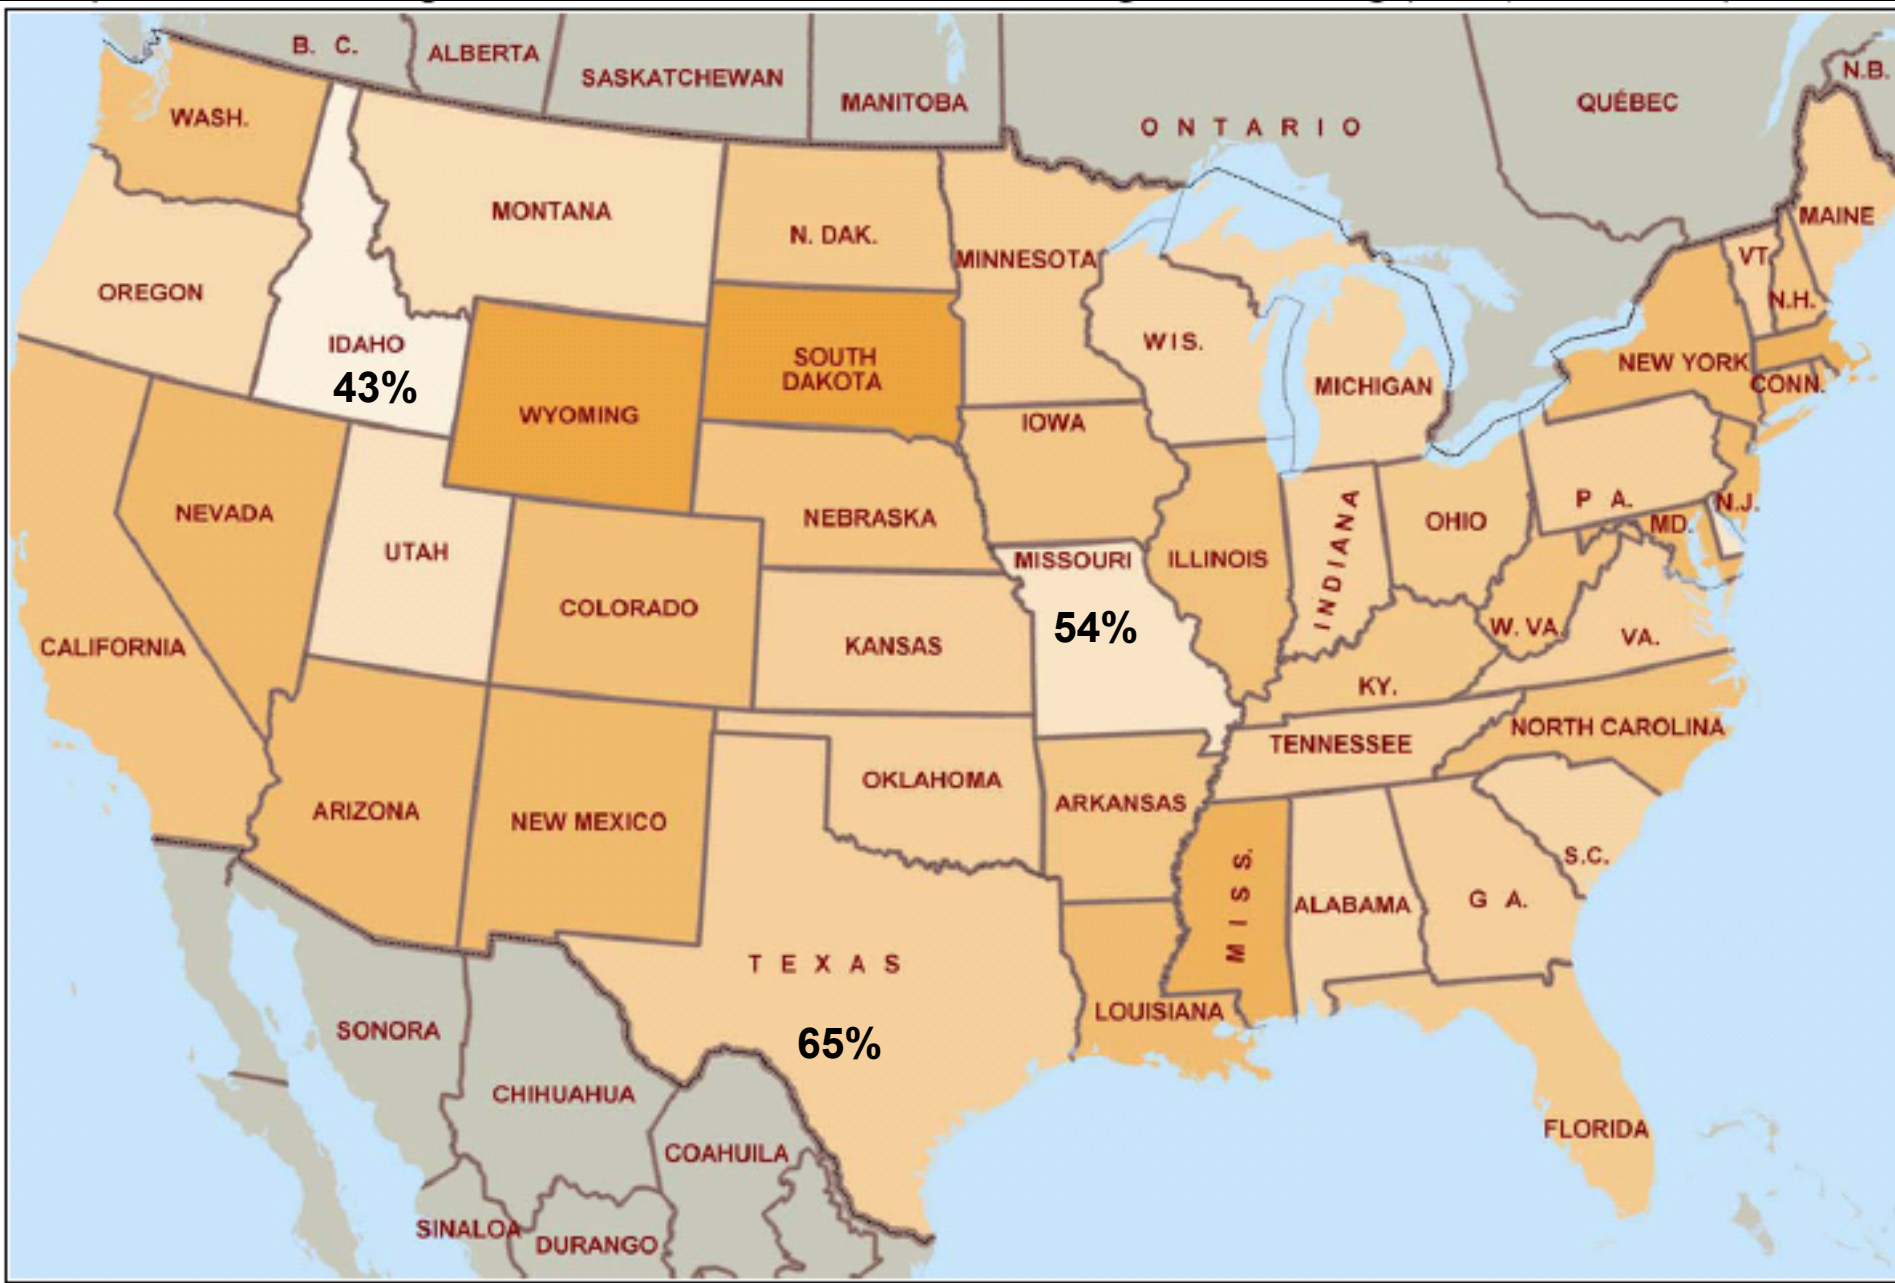 B. C.
ALBERTA
SASKATCHEWAN
MANITOBA
ONTARIO
QUÉBEC
N.B.
WASH.
MONTANA
N. DAK.
MINNESOTA
MAINE
VT.
N.H.
OREGON
IDAHO
43%
WYOMING
SOUTH
DAKOTA
WIS.
MICHIGAN
NEW YORK
CONN.
IOWA
NEVADA
UTAH
NEBRASKA
ILLINOIS
INDIANA
OHIO
P A.
N.J.
MD.
MISSOURI
54%
COLORADO
CALIFORNIA
KANSAS
W. VA.
VA.
KY.
NORTH CAROLINA
TENNESSEE
OKLAHOMA
ARKANSAS
ARIZONA
NEW MEXICO
S.C.
MISS.
ALABAMA
G A.
TEXAS
65%
LOUISIANA
SONORA
CHIHUAHUA
COAHUILA
FLORIDA
SINALOA
DURANGO